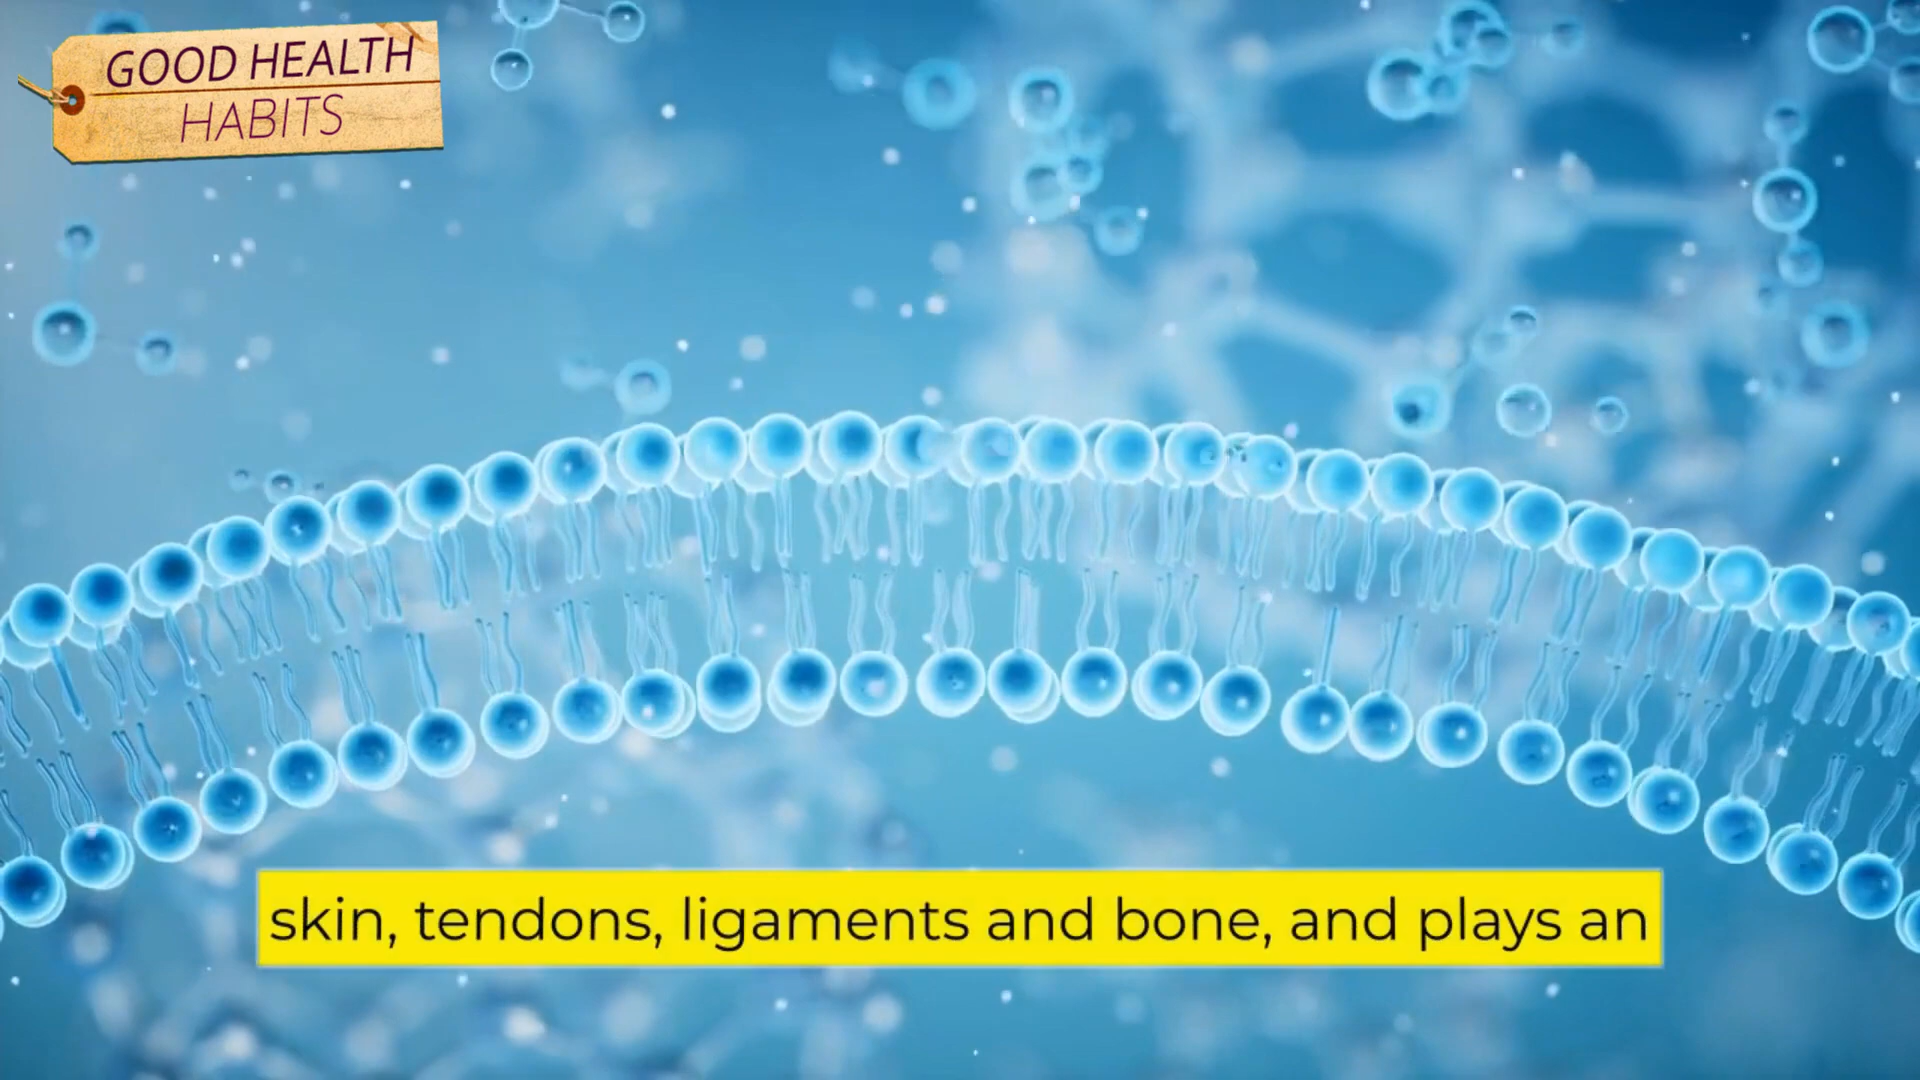 GOOD HEALTH
HABITS
skin, tendons, ligaments and bone, and plays an